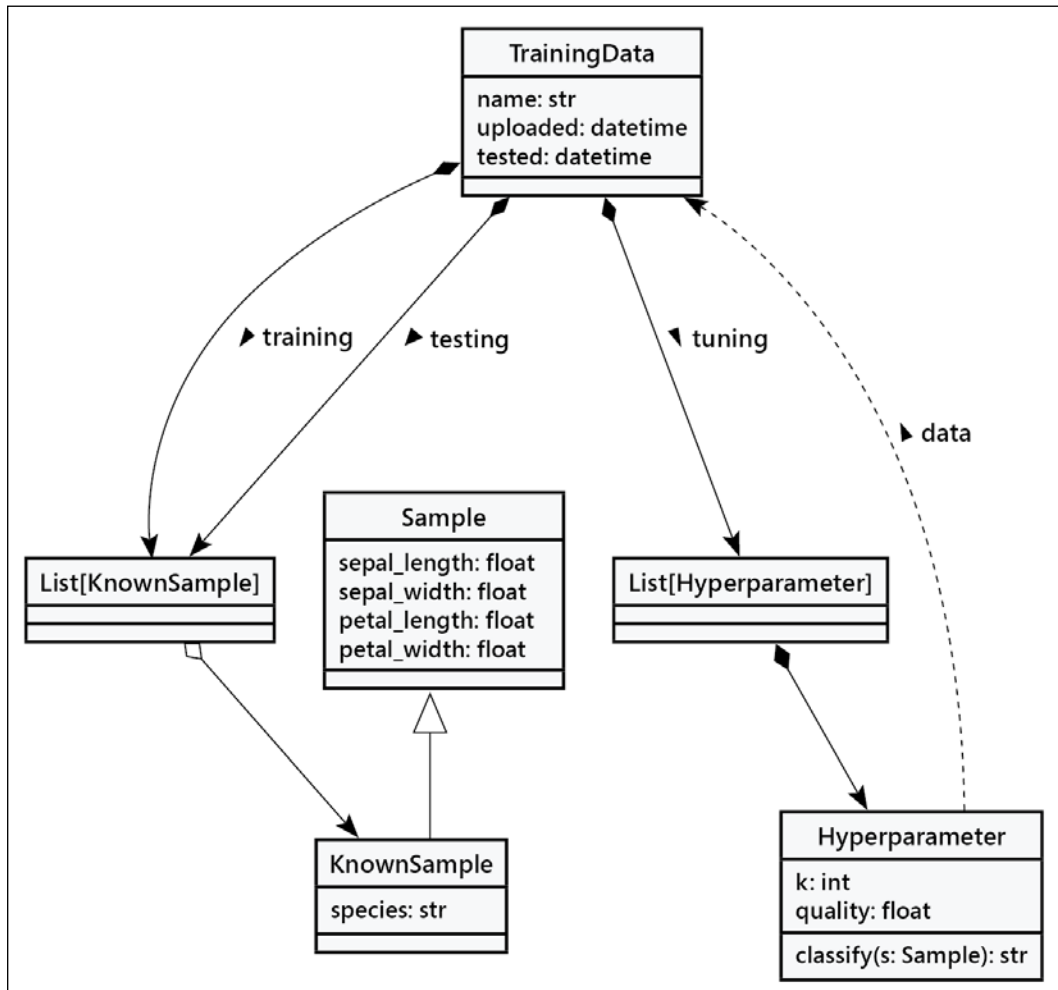 TrainingData
name: str
uploaded: datetime
tested: datetime
training
testing
tuning
data
Sample
sepal_length: float
sepal_width: float
petal_length: float
petal_width: float
List[KnownSample]
List[Hyperparameter]
KnownSample
species: str
Hyperparameter
k: int
quality: float
classify(s: Sample): str